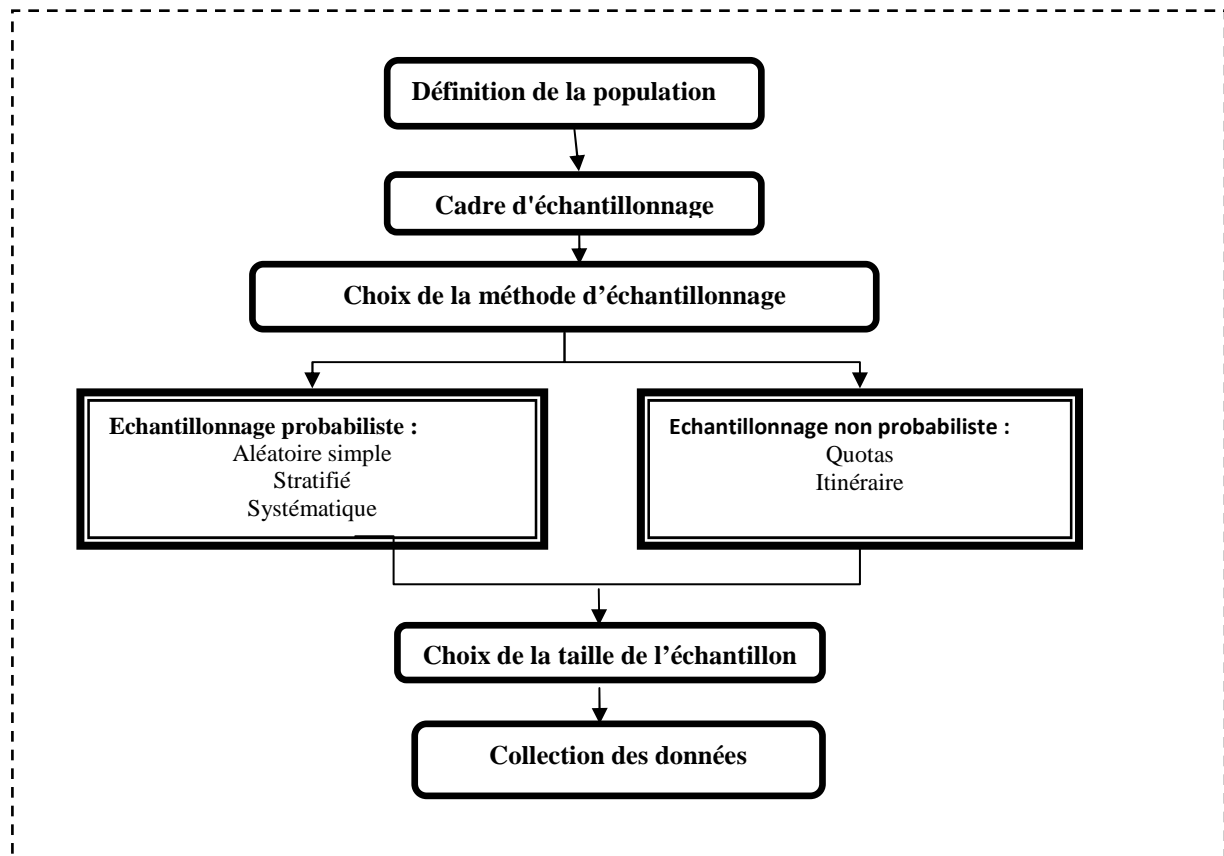 Définition de la population
Cadre d'échantillonnage
Choix de la méthode d’échantillonnage
Echantillonnage probabiliste :
Aléatoire simple
Stratifié
Systématique
Echantillonnage non probabiliste :
Quotas
Itinéraire
Choix de la taille de l’échantillon
Collection des données